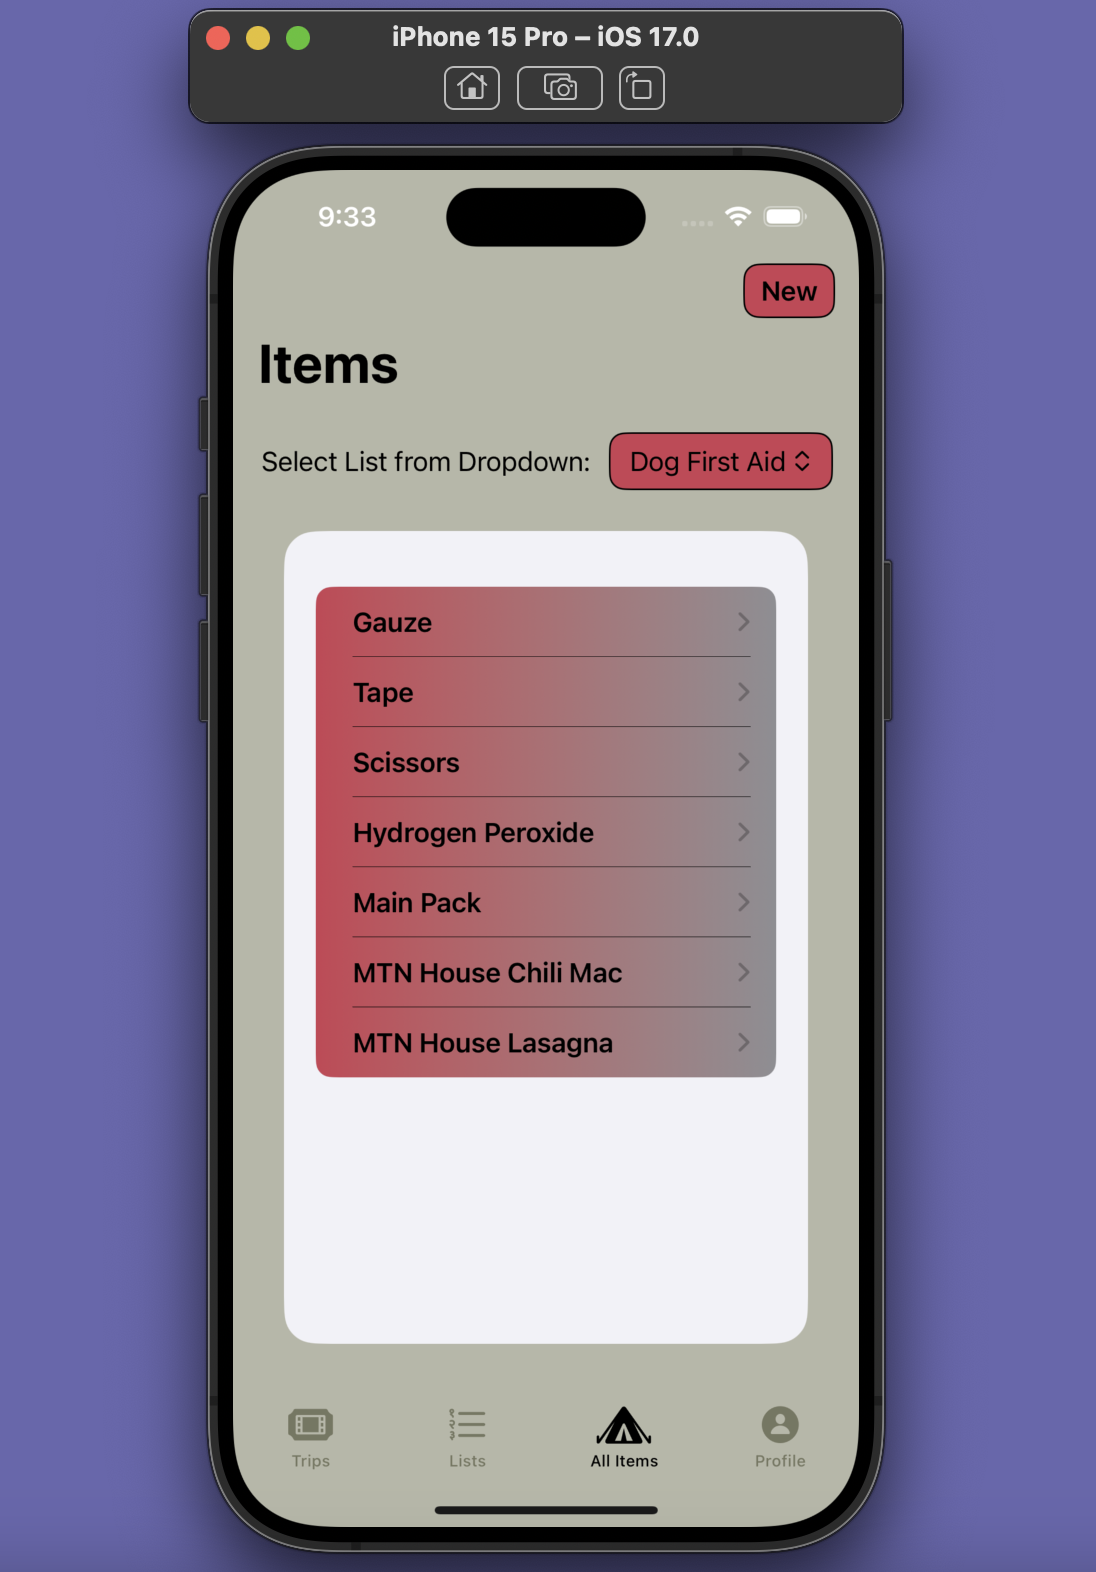 iPhone 15 Pro – iOS 17.0
9:33
New
Items
Select List from Dropdown: Dog First Aid
Gauze
Tape
Scissors
Hydrogen Peroxide
Main Pack
MTN House Chili Mac
MTN House Lasagna
Trips Lists All Items Profile